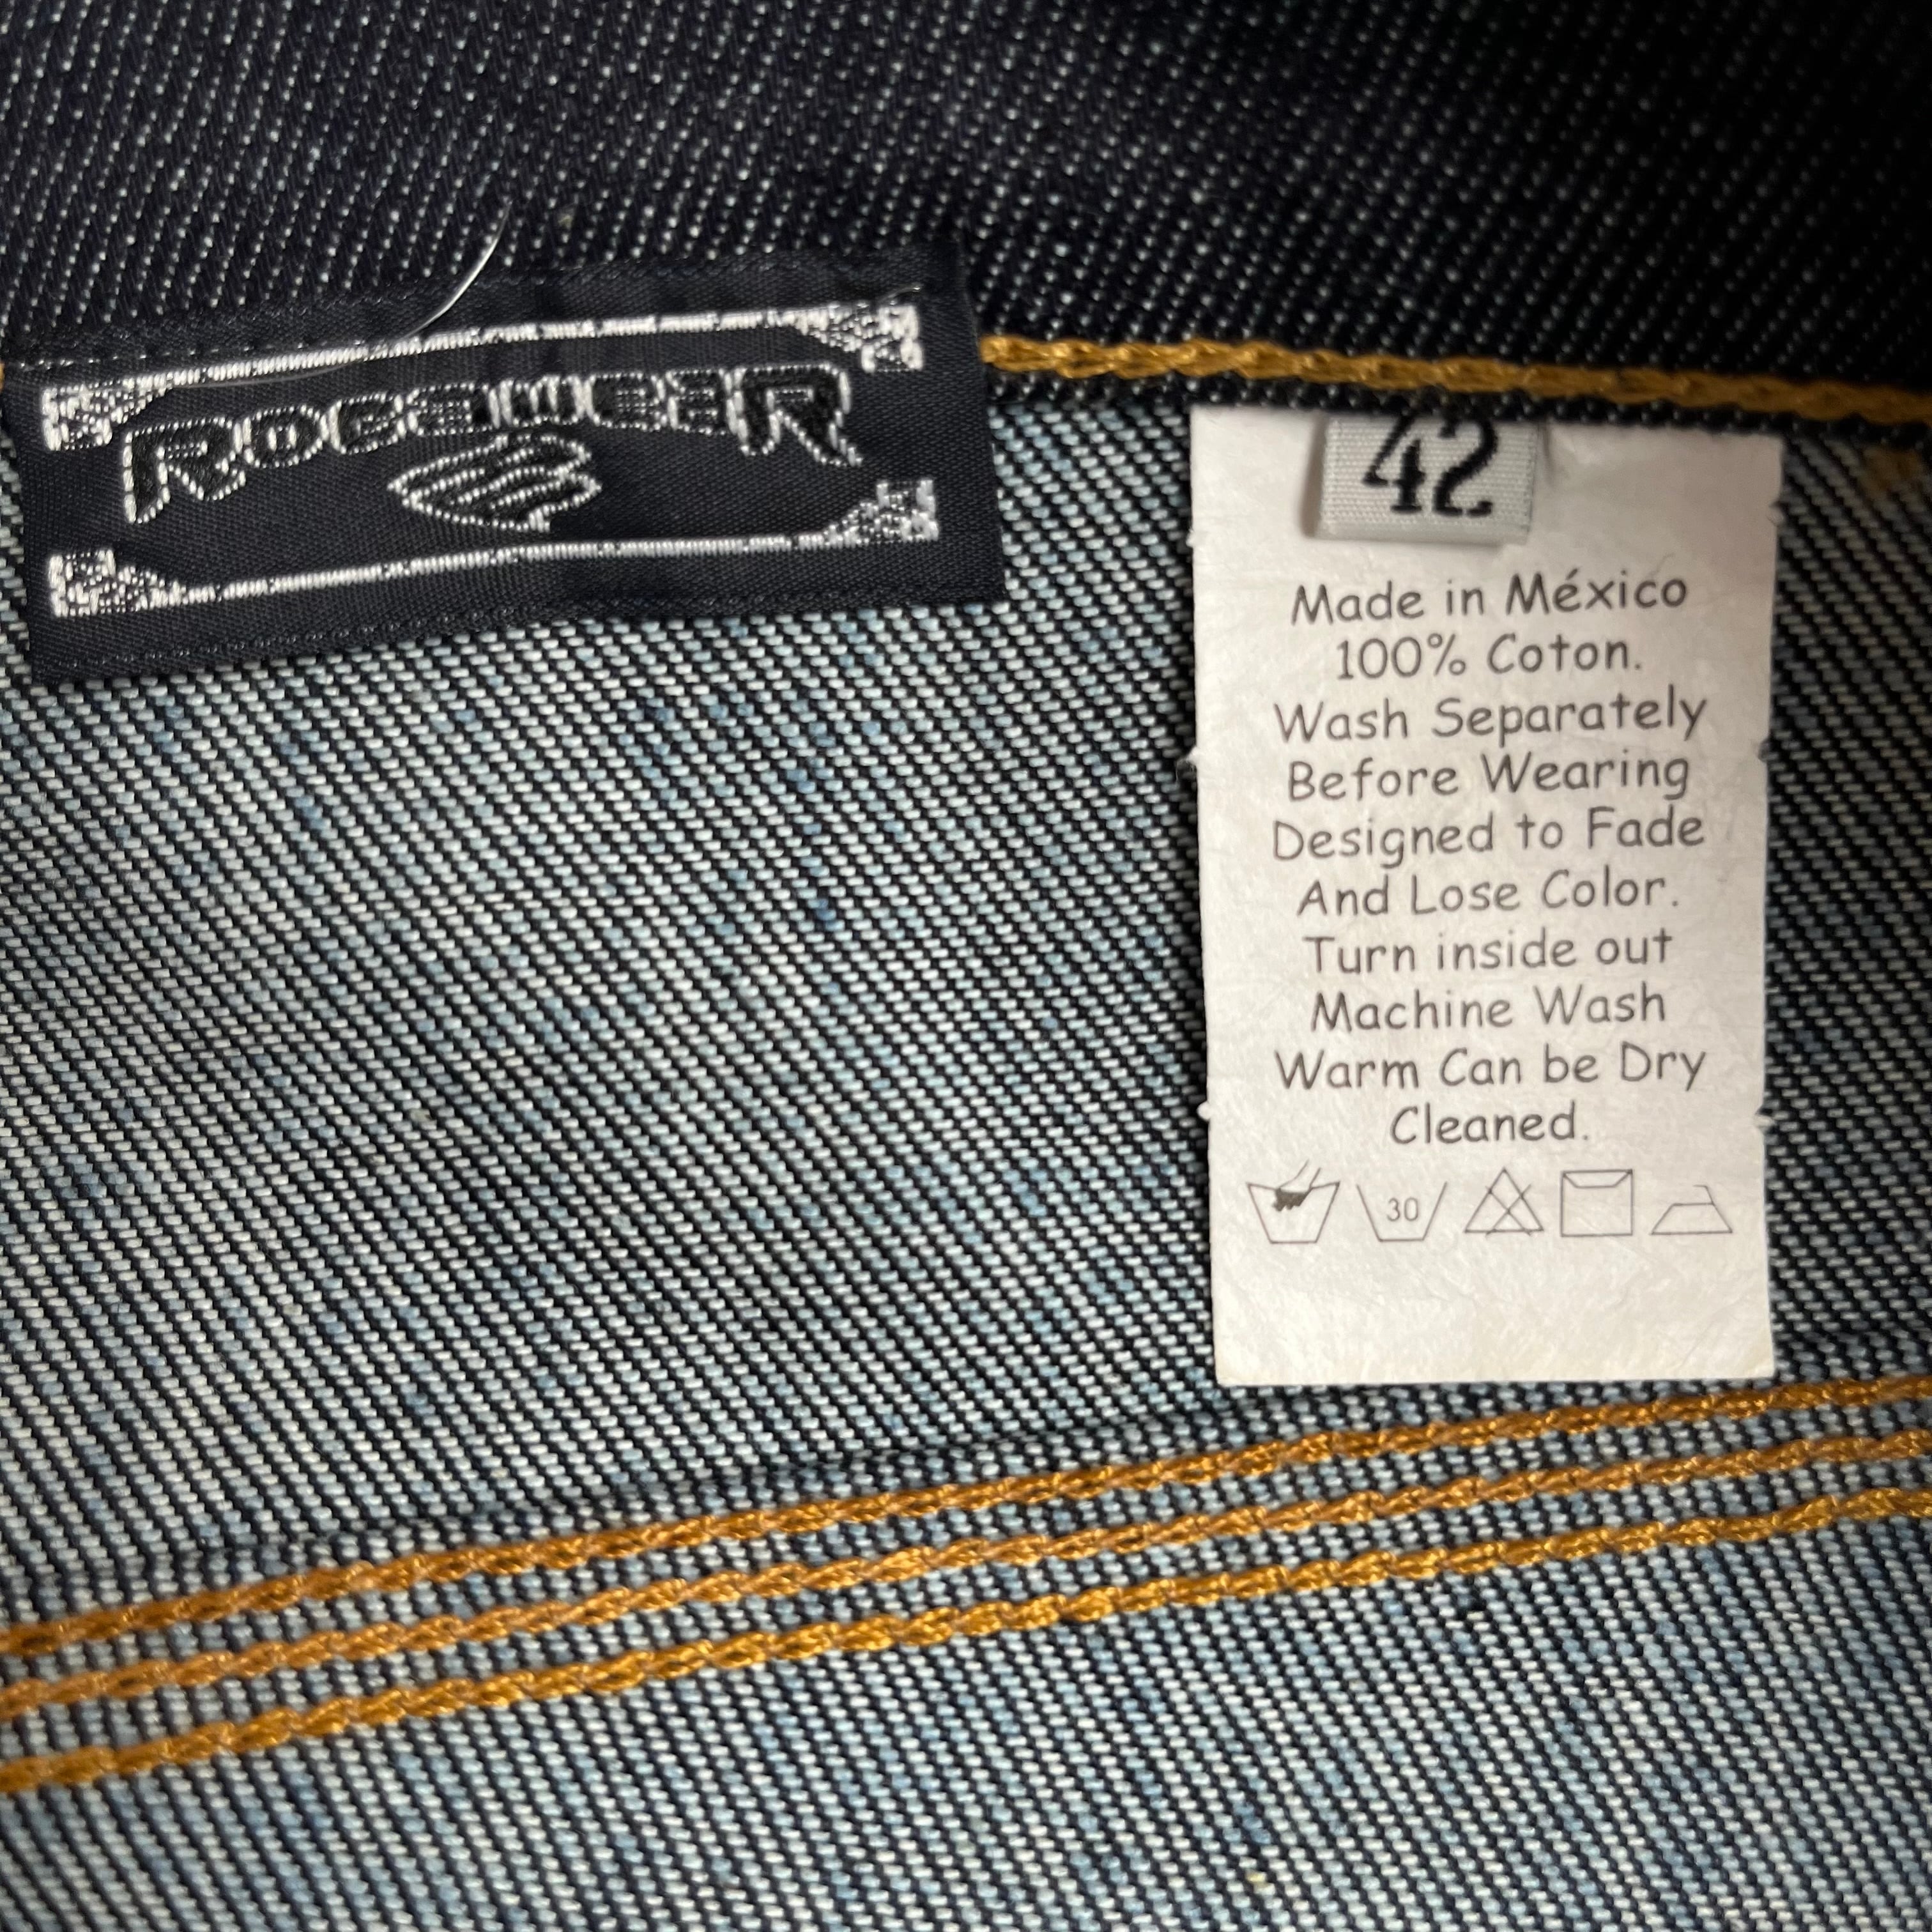 RocawEaR
42
Made in México
100% Coton.
Wash Separately
Before Wearing
Designed to Fade
And Lose Color.
Turn inside out
Machine Wash
Warm Can be Dry
Cleaned.
30